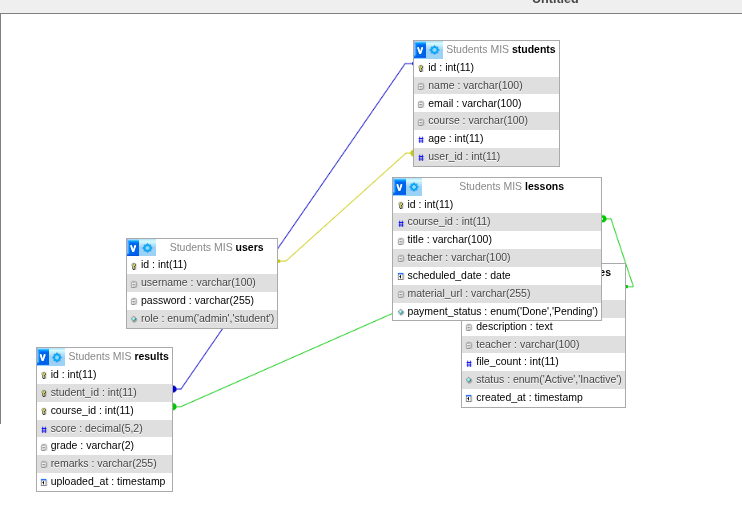 Untitled
Students MIS students
id : int(11)
name : varchar(100)
email : varchar(100)
course : varchar(100)
age : int(11)
user_id : int(11)
Students MIS lessons
id : int(11)
course_id : int(11)
title : varchar(100)
teacher : varchar(100)
scheduled_date : date
material_url : varchar(255)
payment_status : enum('Done','Pending')
es
description : text
teacher : varchar(100)
file_count : int(11)
status : enum('Active','Inactive')
created_at : timestamp
Students MIS users
id : int(11)
username : varchar(100)
password : varchar(255)
role : enum('admin','student')
Students MIS results
id : int(11)
student_id : int(11)
course_id : int(11)
score : decimal(5,2)
grade : varchar(2)
remarks : varchar(255)
uploaded_at : timestamp